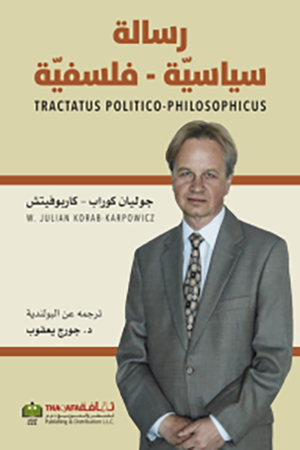 رسالة
سياسيّة - فلسفيّة
TRACTATUS POLITICO-PHILOSOPHICUS
جوليان كوراب - كاربوفيتش
W. JULIAN KORAB-KARPOWICZ
ترجمه عن البولندية
د. جورج يعقوب
THAQAFA ثقافة
Publishing & Distribution L.L.C.